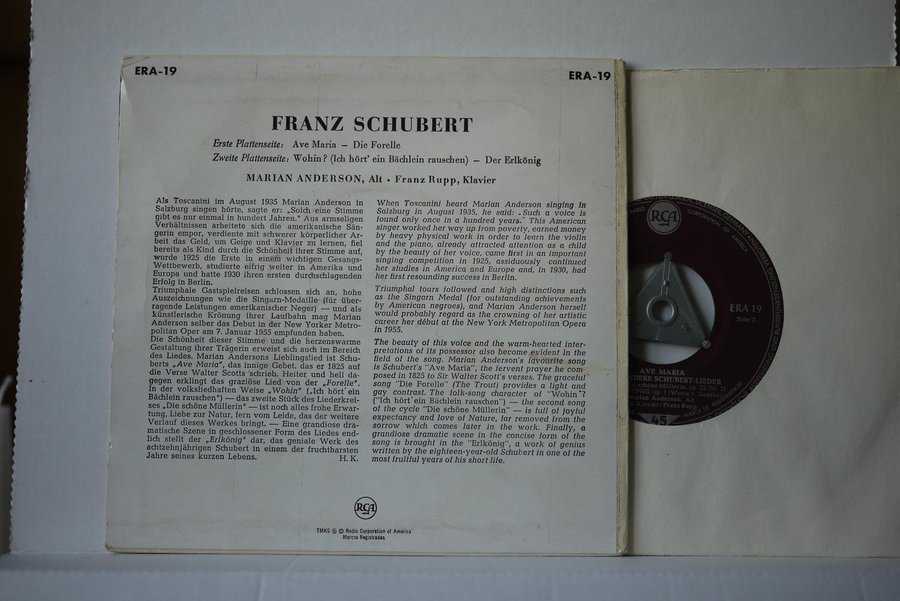 ERA-19
ERA-19
FRANZ SCHUBERT
Erste Plattenseite: Ave Maria – Die Forelle
Zweite Plattenseite: Wohin? (Ich hört' ein Bächlein rauschen) – Der Erlkönig
MARIAN ANDERSON, Alt • Franz Rupp, Klavier
Als Toscanini im August 1935 Marian Anderson in
Salzburg singen hörte, sagte er: „Solch eine Stimme
gibt es nur einmal in hundert Jahren." Aus armseligen
Verhältnissen arbeitete sich die amerikanische Sän-
gerin empor, verdiente mit schwerer körperlicher Ar-
beit das Geld, um Geige und Klavier zu lernen, fiel
bereits als Kind durch die Schönheit ihrer Stimme auf,
wurde 1925 die Erste in einem wichtigen Gesangs-
Wettbewerb, studierte eifrig weiter in Amerika und
Europa und hatte 1930 ihren ersten durchschlagenden
Erfolg in Berlin.
Triumphale Gastspielreisen schlossen sich an, hohe
Auszeichnungen wie die Singarn-Medaille (für über-
ragende Leistungen amerikanischer Neger) — und als
künstlerische Krönung ihrer Laufbahn mag Marian
Anderson selber das Debut in der New Yorker Metro-
politan Oper am 7. Januar 1955 empfunden haben.
Die Schönheit dieser Stimme und die herzenswarme
Gestaltung ihrer Trägerin erweist sich auch im Bereich
des Liedes. Marian Andersons Lieblingslied ist Schu-
berts „Ave Maria", das innige Gebet, das er 1825 auf
die Verse Walter Scotts schrieb. Heiter und hell da-
gegen erklingt das graziöse Lied von der „Forelle".
In der volksliedhaften Weise „Wohin" („Ich hört ein
Bächlein rauschen") — das zweite Stück des Liederkrei-
ses „Die schöne Müllerin" — ist noch alles frohe Erwar-
tung, Liebe zur Natur, fern vom Leide, das der weitere
Verlauf dieses Werkes bringt. — Eine grandiose dra-
matische Szene in geschlossener Form des Liedes end-
lich stellt der „Erlkönig" dar, das geniale Werk des
achtzehnjährigen Schubert in einem der fruchtbarsten
Jahre seines kurzen Lebens. H. K.
When Toscanini heard Marian Anderson singing in
Salzburg in August 1935, he said: „Such a voice is
found only once in a hundred years.' This American
singer worked her way up from poverty, earned money
by heavy physical work in order to learn the violin
and the piano, already attracted attention as a child
by the beauty of her voice, came first in an important
singing competition in 1925, assiduously continued
her studies in America and Europe and, in 1930, had
her first resounding success in Berlin.
Triumphal tours followed and high distinctions such
as the Singarn Medal (for outstanding achievements
by American negroes), and Marian Anderson herself
would probably regard as the crowning of her artistic
career her début at the New York Metropolitan Opera
in 1955.
The beauty of this voice and the warm-hearted inter-
pretations of its possessor also become evident in the
field of the song. Marian Anderson's favourite song
is Schubert's "Ave Maria", the fervent prayer he com-
posed in 1825 to Sir Walter Scott's verses. The graceful
song "Die Forelle" (The Trout) provides a light and
gay contrast. The folk-song character of "Wohin"?
("Ich hört' ein Bächlein rauschen") — the second song
of the cycle "Die schöne Müllerin" — is full of joyful
expectancy and love of Nature, far removed from the
sorrow which comes later in the work. Finally, a
grandiose dramatic scene in the concise form of the
song is brought in the "Erlkönig", a work of genius
written by the eighteen-year-old Schubert in one of the
most fruitful years of his short life.
RCA
TMKS ® © Radio Corporation of America
Marcas Registradas
RCA
CORPORATION OF AMERICA
ERA 19
Side 2
AVE MARIA
NDERE SCHUBERT-LIEDER
Marian Anderson, Alt
Klavier: Franz Rupp
45